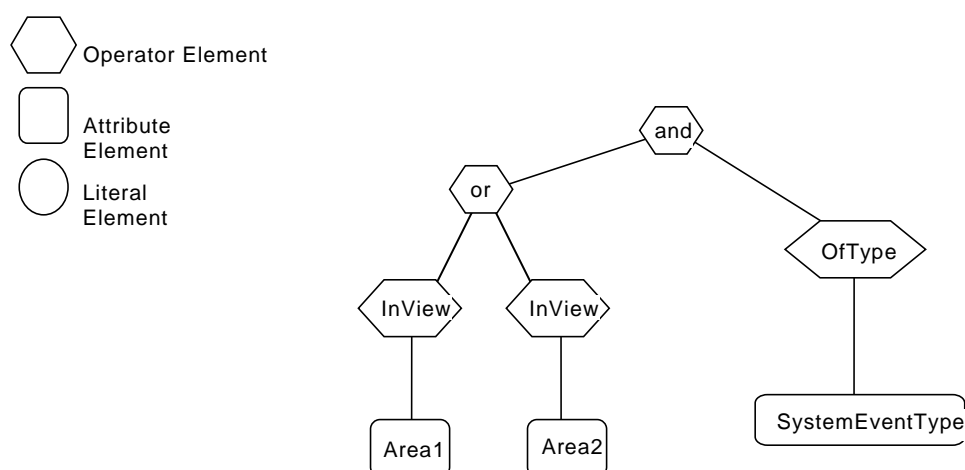 Operator Element
Attribute
Element
Literal
Element
and
or
OfType
InView
InView
Area1
Area2
SystemEventType